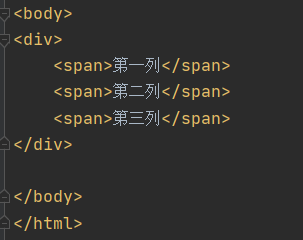 <body>
<div>
    <span>第一列</span>
    <span>第二列</span>
    <span>第三列</span>
</div>

</body>
</html>